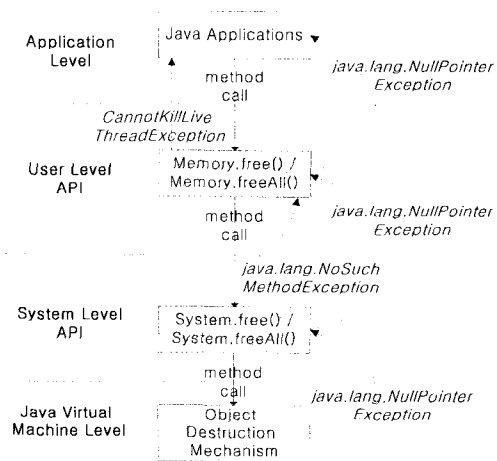 Application
Level
Java Applications
method
call
java.lang.NullPointer
Exception
CannotKillLive
ThreadException
User Level
API
Memory.free() /
Memory.freeAll()
method
call
java.lang.NullPointer
Exception
java.lang.NoSuch
MethodException
System Level
API
System.free() /
System.freeAll()
method
call
java.lang.NullPointer
Exception
Java Virtual
Machine Level
Object
Destruction
Mechanism